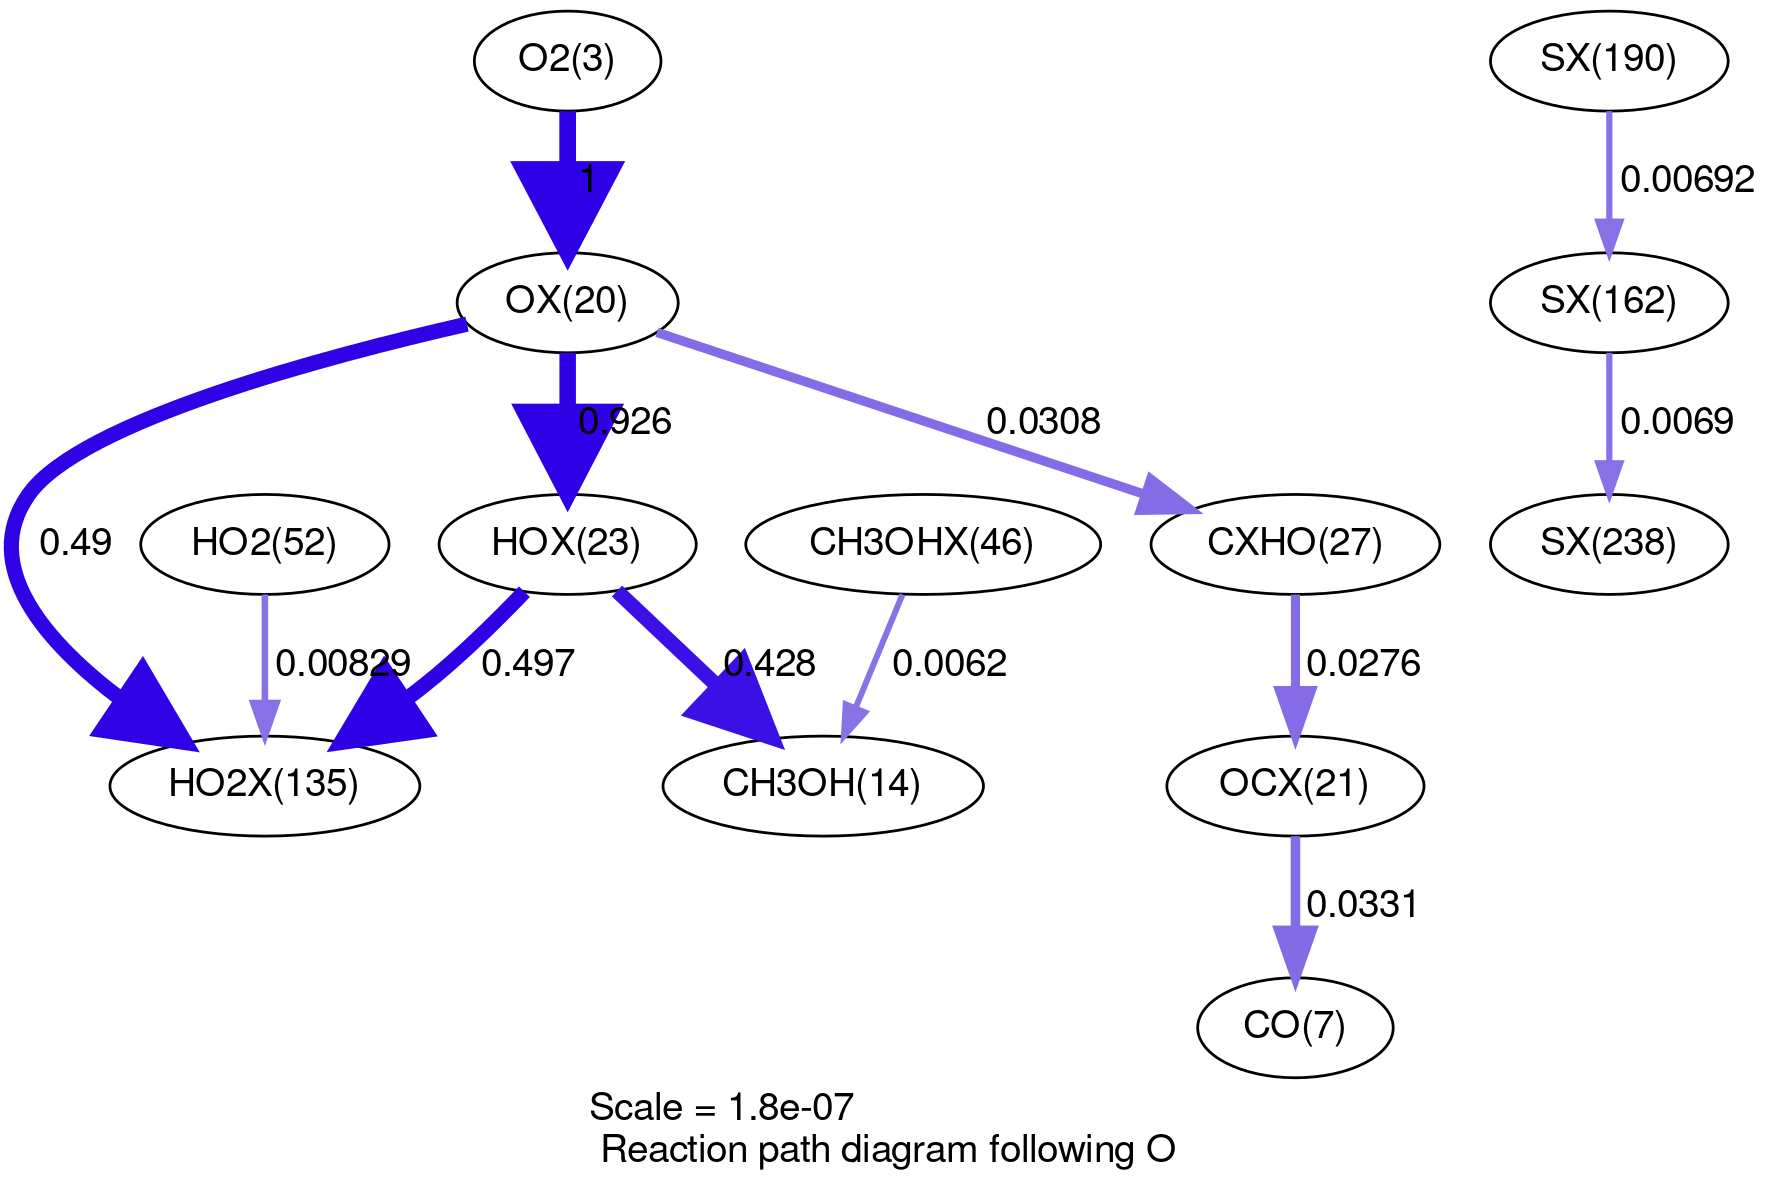 O2(3)
SX(190)
1
0.00692
OX(20)
SX(162)
0.926
0.0308
0.0069
0.49
HO2(52)
HOX(23)
CH3OHX(46)
CXHO(27)
SX(238)
0.00829
0.497
0.428
0.0062
0.0276
HO2X(135)
CH3OH(14)
OCX(21)
0.0331
CO(7)
Scale = 1.8e-07
Reaction path diagram following O